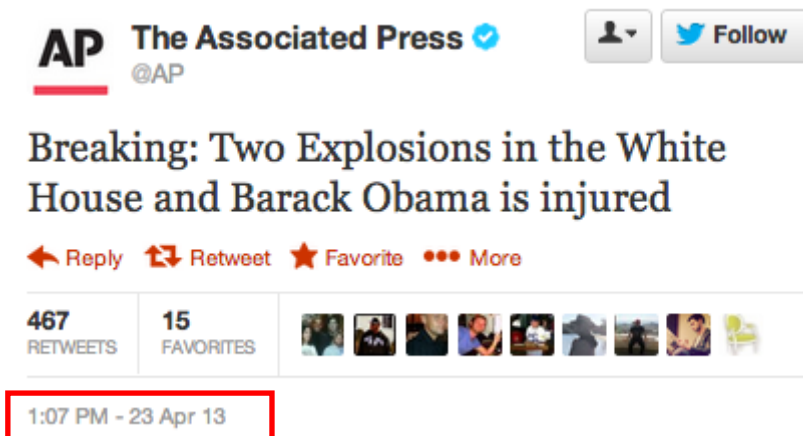 AP The Associated Press Follow
@AP
Breaking: Two Explosions in the White
House and Barack Obama is injured
Reply Retweet Favorite More
467 15
RETWEETS FAVORITES
1:07 PM - 23 Apr 13